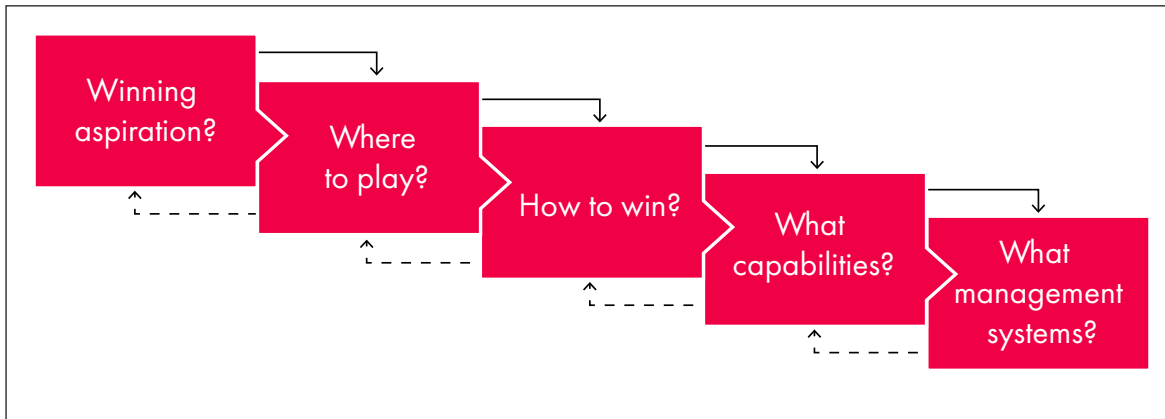 Winning
aspiration?
Where
to play?
How to win?
What
capabilities?
What
management
systems?